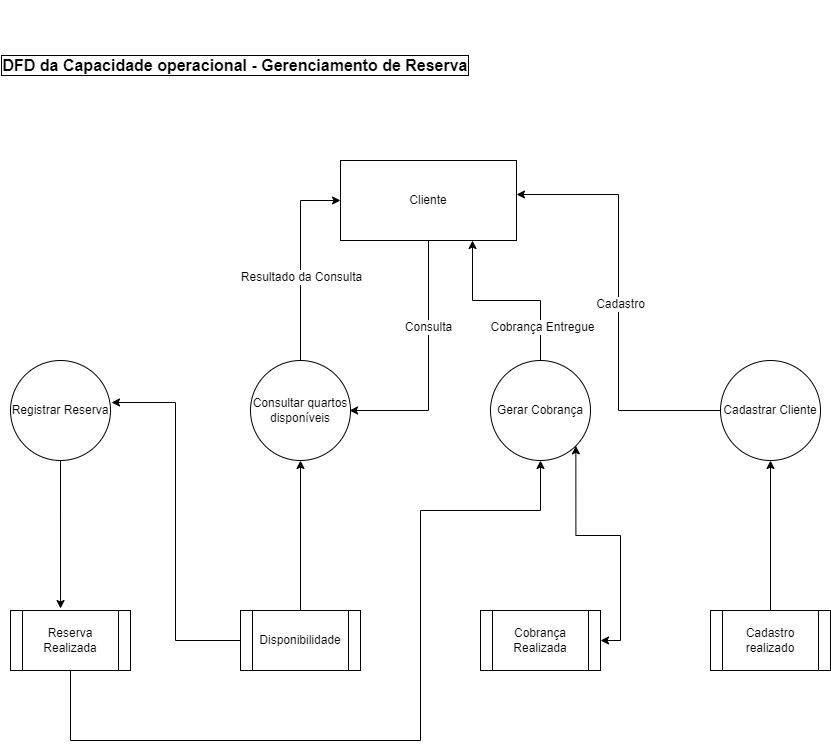 DFD da Capacidade operacional - Gerenciamento de Reserva
Cliente
Resultado da Consulta
Consulta
Cobrança Entregue
Cadastro
Registrar Reserva
Consultar quartos
disponíveis
Gerar Cobrança
Cadastrar Cliente
Reserva
Realizada
Disponibilidade
Cobrança
Realizada
Cadastro
realizado